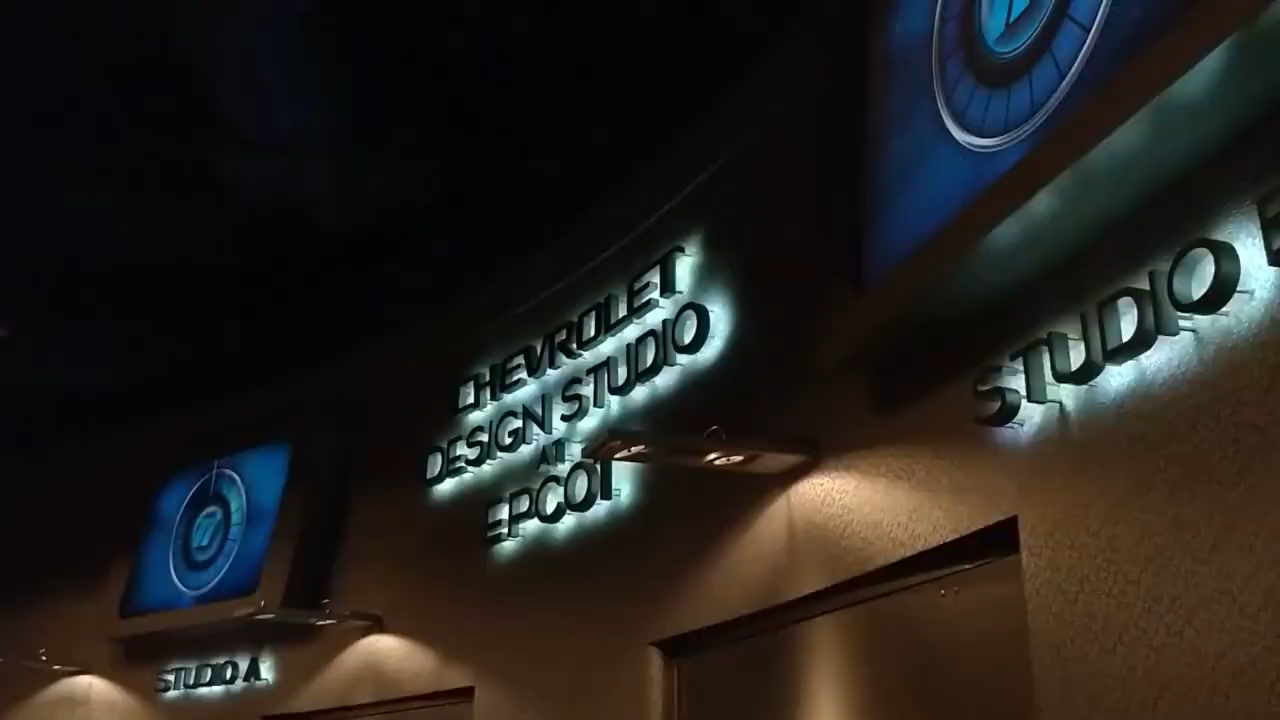 CHEVROLET
DESIGN STUDIO
AT
EPCOT
STUDIO
STUDIO A